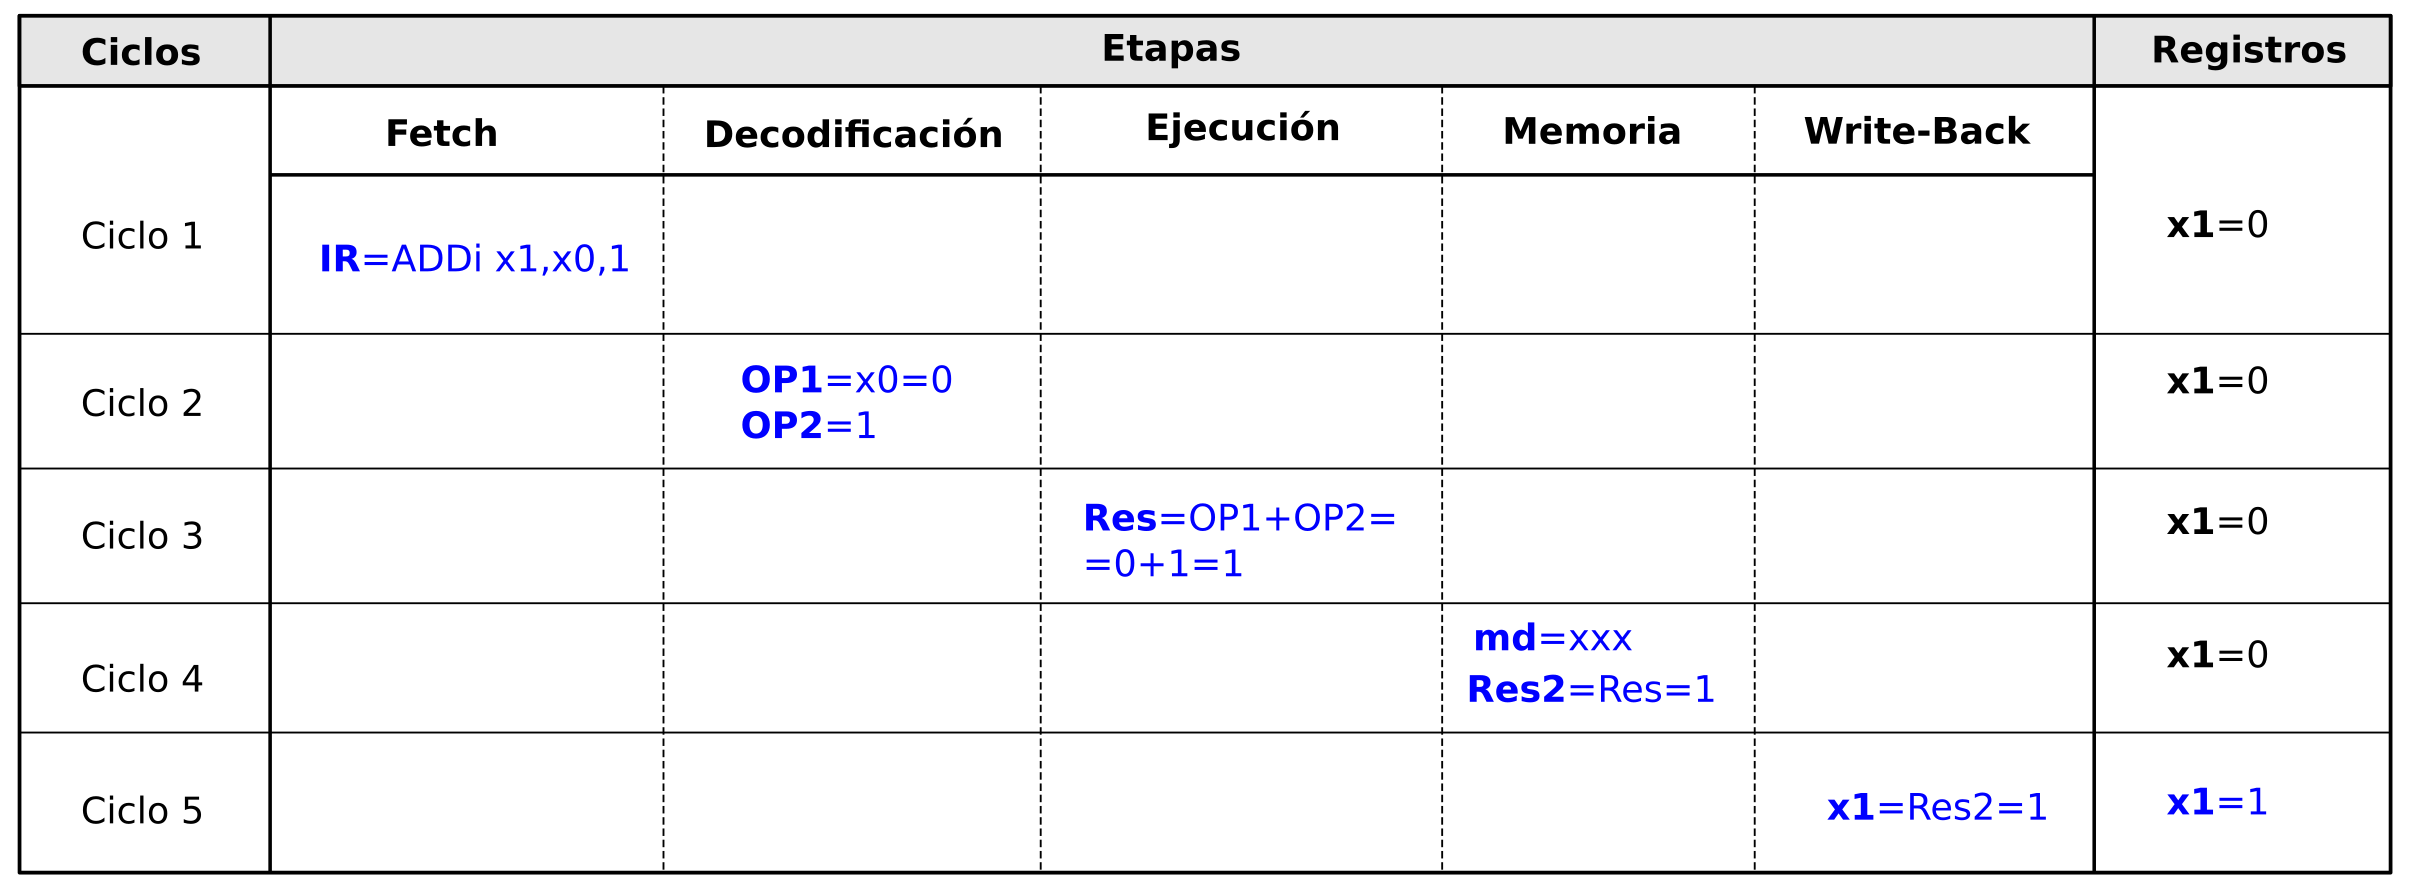 Ciclos Etapas Registros
Fetch Decodificación Ejecución Memoria Write-Back
Ciclo 1 IR=ADDi x1,x0,1 x1=0
Ciclo 2 OP1=x0=0 x1=0
OP2=1
Ciclo 3 Res=OP1+OP2= x1=0
=0+1=1
Ciclo 4 md=xxx x1=0
Res2=Res=1
Ciclo 5 x1=Res2=1 x1=1